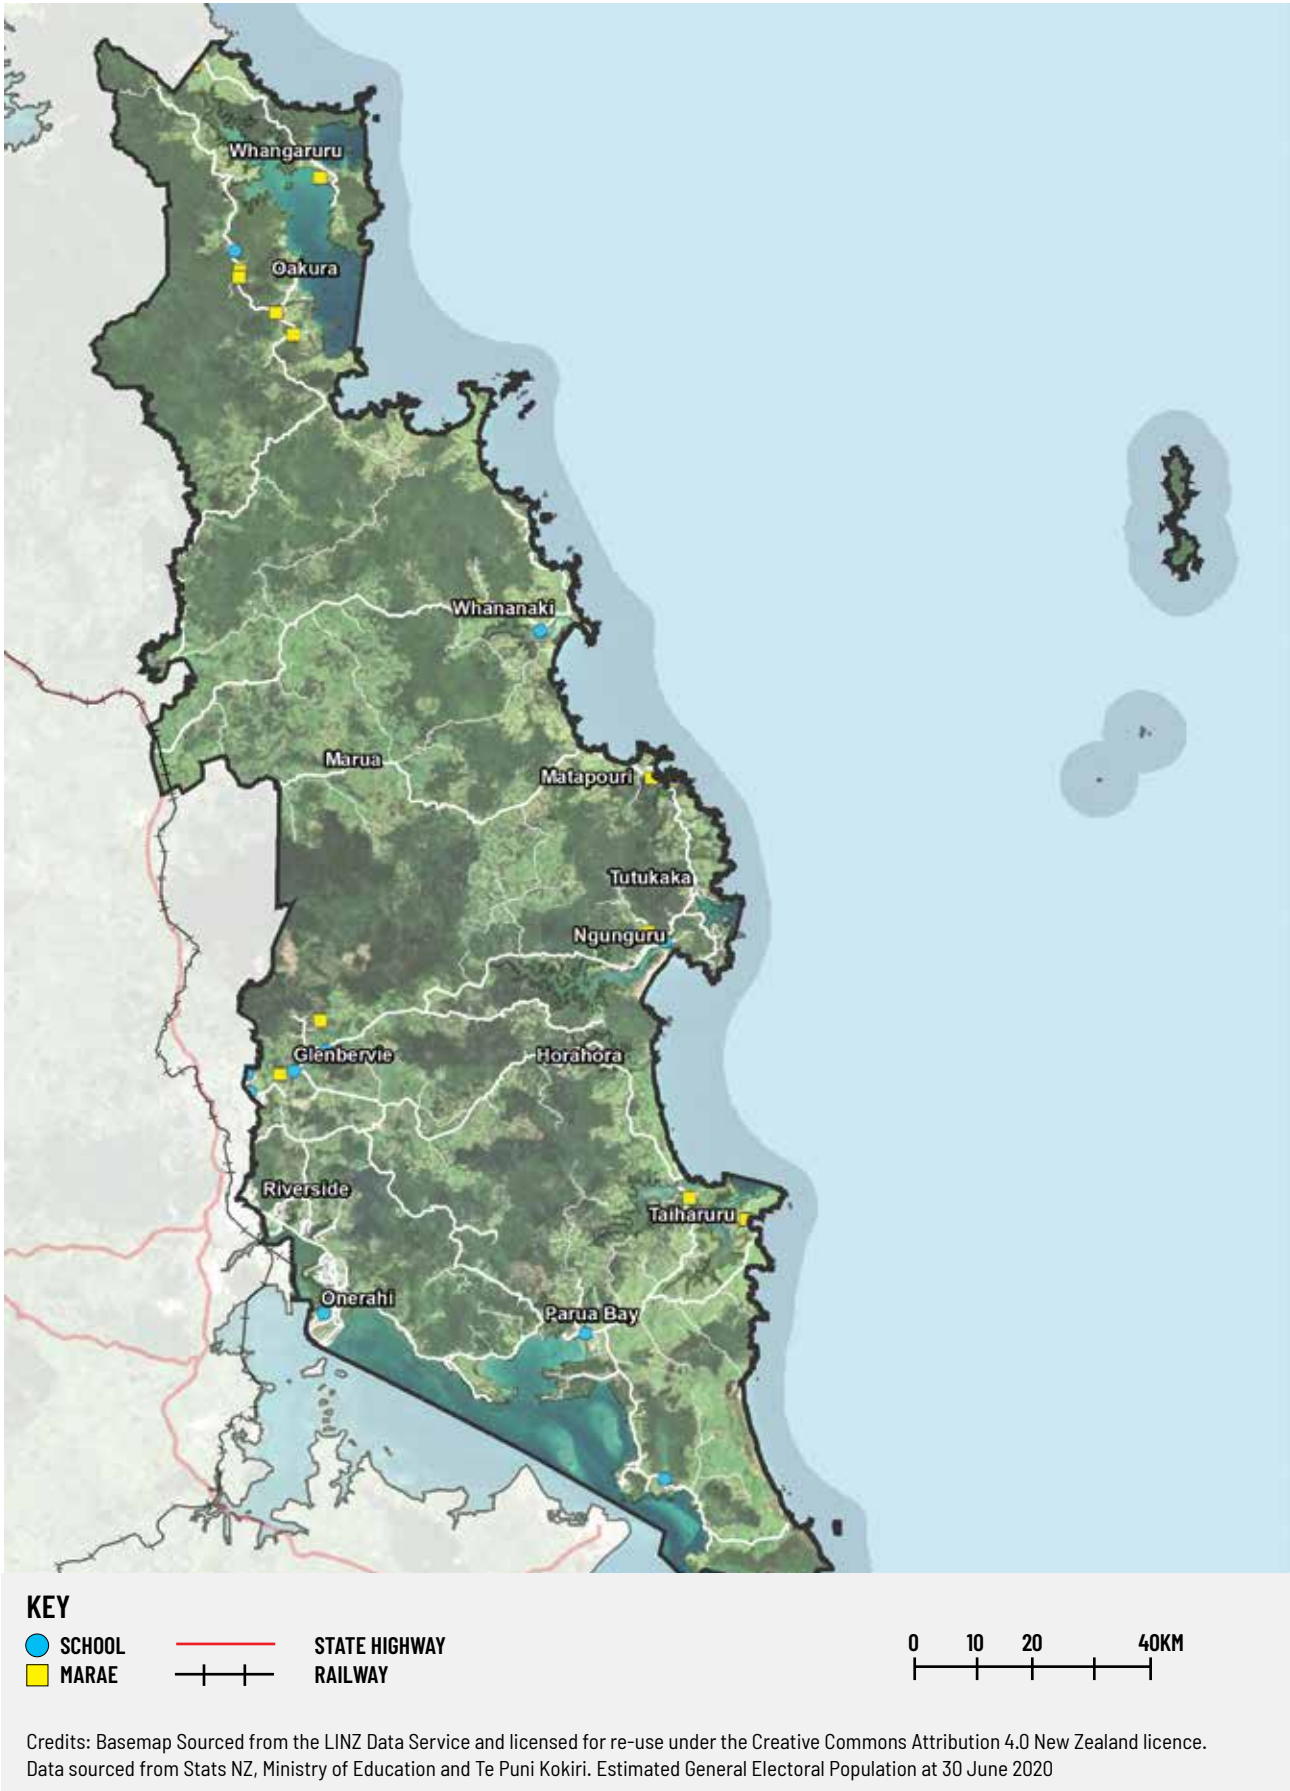 Whangaruru
Oakura
Whananaki
Marua
Matapouri
Tutukaka
Ngunguru
Glenbervie
Horahora
Riverside
Taiharuru
Onerahi
Parua Bay
KEY
SCHOOL
STATE HIGHWAY
MARAE
RAILWAY
0 10 20 40KM
Credits: Basemap Sourced from the LINZ Data Service and licensed for re-use under the Creative Commons Attribution 4.0 New Zealand licence.
Data sourced from Stats NZ, Ministry of Education and Te Puni Kokiri. Estimated General Electoral Population at 30 June 2020